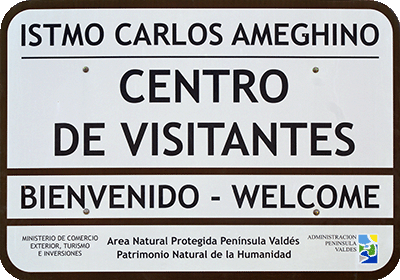 ISTMO CARLOS AMEGHINO
CENTRO
DE VISITANTES
BIENVENIDO - WELCOME
MINISTERIO DE COMERCIO
EXTERIOR, TURISMO
E INVERSIONES
Area Natural Protegida Península Valdés
Patrimonio Natural de la Humanidad
ADMINISTRACION
PENINSULA
VALDES